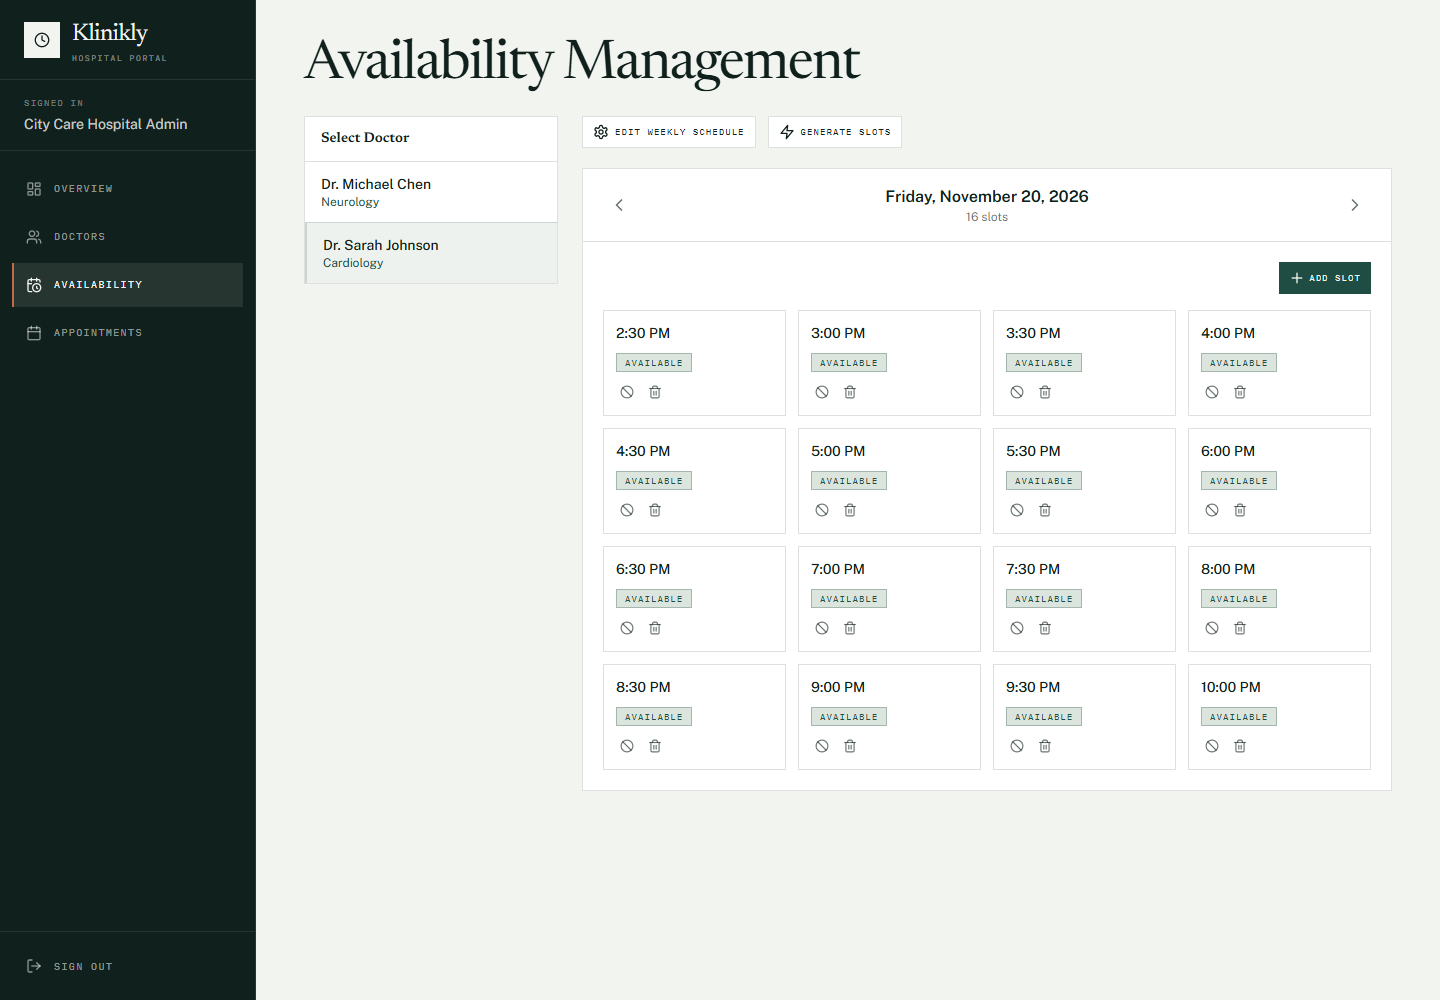 Klinikly
HOSPITAL PORTAL
SIGNED IN
City Care Hospital Admin
OVERVIEW
DOCTORS
AVAILABILITY
APPOINTMENTS
SIGN OUT
Availability Management
Select Doctor
Dr. Michael Chen
Neurology
Dr. Sarah Johnson
Cardiology
EDIT WEEKLY SCHEDULE
GENERATE SLOTS
Friday, November 20, 2026
16 slots
ADD SLOT
2:30 PM
AVAILABLE
3:00 PM
AVAILABLE
3:30 PM
AVAILABLE
4:00 PM
AVAILABLE
4:30 PM
AVAILABLE
5:00 PM
AVAILABLE
5:30 PM
AVAILABLE
6:00 PM
AVAILABLE
6:30 PM
AVAILABLE
7:00 PM
AVAILABLE
7:30 PM
AVAILABLE
8:00 PM
AVAILABLE
8:30 PM
AVAILABLE
9:00 PM
AVAILABLE
9:30 PM
AVAILABLE
10:00 PM
AVAILABLE